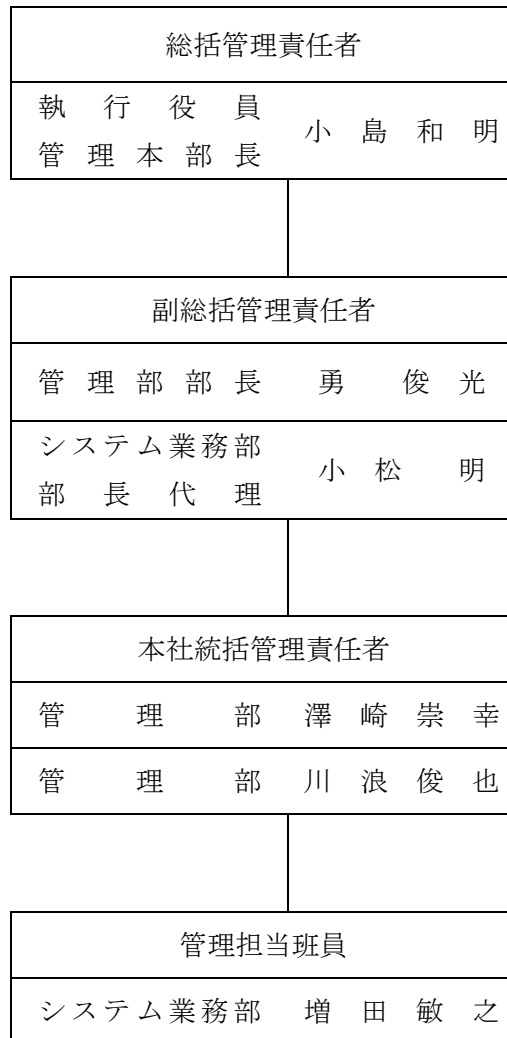 総括管理責任者
執行役員
管理本部長 小島和明
副総括管理責任者
管理部部長 勇俊光
システム業務部
部長代理 小松明
本社統括管理責任者
管理部 澤崎崇幸
管理部 川浪俊也
管理担当班員
システム業務部 増田敏之